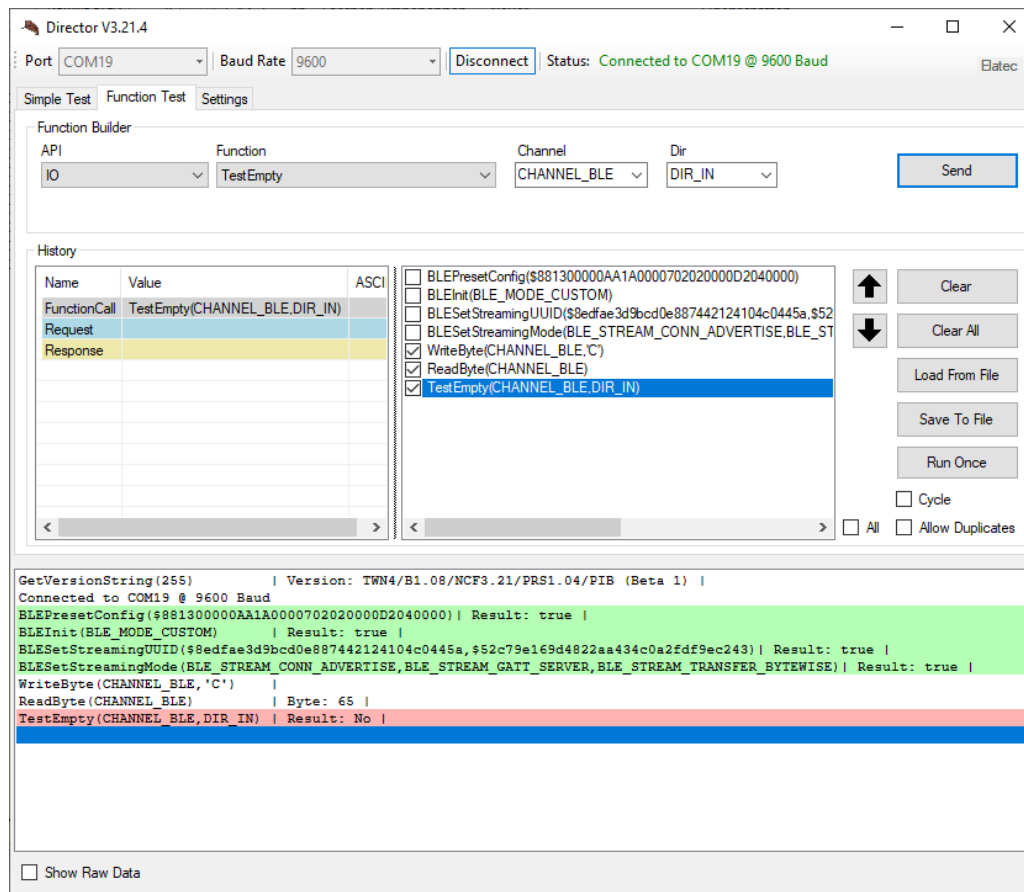 Director V3.21.4
Port COM19 Baud Rate 9600 Disconnect Status: Connected to COM19 @ 9600 Baud Elatec
Simple Test Function Test Settings
Function Builder
API Function Channel Dir
IO TestEmpty CHANNEL_BLE DIR_IN Send
History
Name Value ASCI
FunctionCall TestEmpty(CHANNEL_BLE,DIR_IN)
Request
Response
BLEPresetConfig($881300000AA1A0000702020000D2040000)
BLEInit(BLE_MODE_CUSTOM)
BLESetStreamingUUID($8edfae3d9bcd0e887442124104c0445a,$52
BLESetStreamingMode(BLE_STREAM_CONN_ADVERTISE,BLE_ST
WriteByte(CHANNEL_BLE,'C')
ReadByte(CHANNEL_BLE)
TestEmpty(CHANNEL_BLE,DIR_IN)
Clear
Clear All
Load From File
Save To File
Run Once
Cycle
All Allow Duplicates
GetVersionString(255) | Version: TWN4/B1.08/NCF3.21/PRS1.04/PIB (Beta 1) |
Connected to COM19 @ 9600 Baud
BLEPresetConfig($881300000AA1A0000702020000D2040000)| Result: true |
BLEInit(BLE_MODE_CUSTOM) | Result: true |
BLESetStreamingUUID($8edfae3d9bcd0e887442124104c0445a,$52c79e169d4822aa434c0a2fdf9ec243)| Result: true |
BLESetStreamingMode(BLE_STREAM_CONN_ADVERTISE,BLE_STREAM_GATT_SERVER,BLE_STREAM_TRANSFER_BYTEWISE)| Result: true |
WriteByte(CHANNEL_BLE,'C') |
ReadByte(CHANNEL_BLE) | Byte: 65 |
TestEmpty(CHANNEL_BLE,DIR_IN) | Result: No |
Show Raw Data